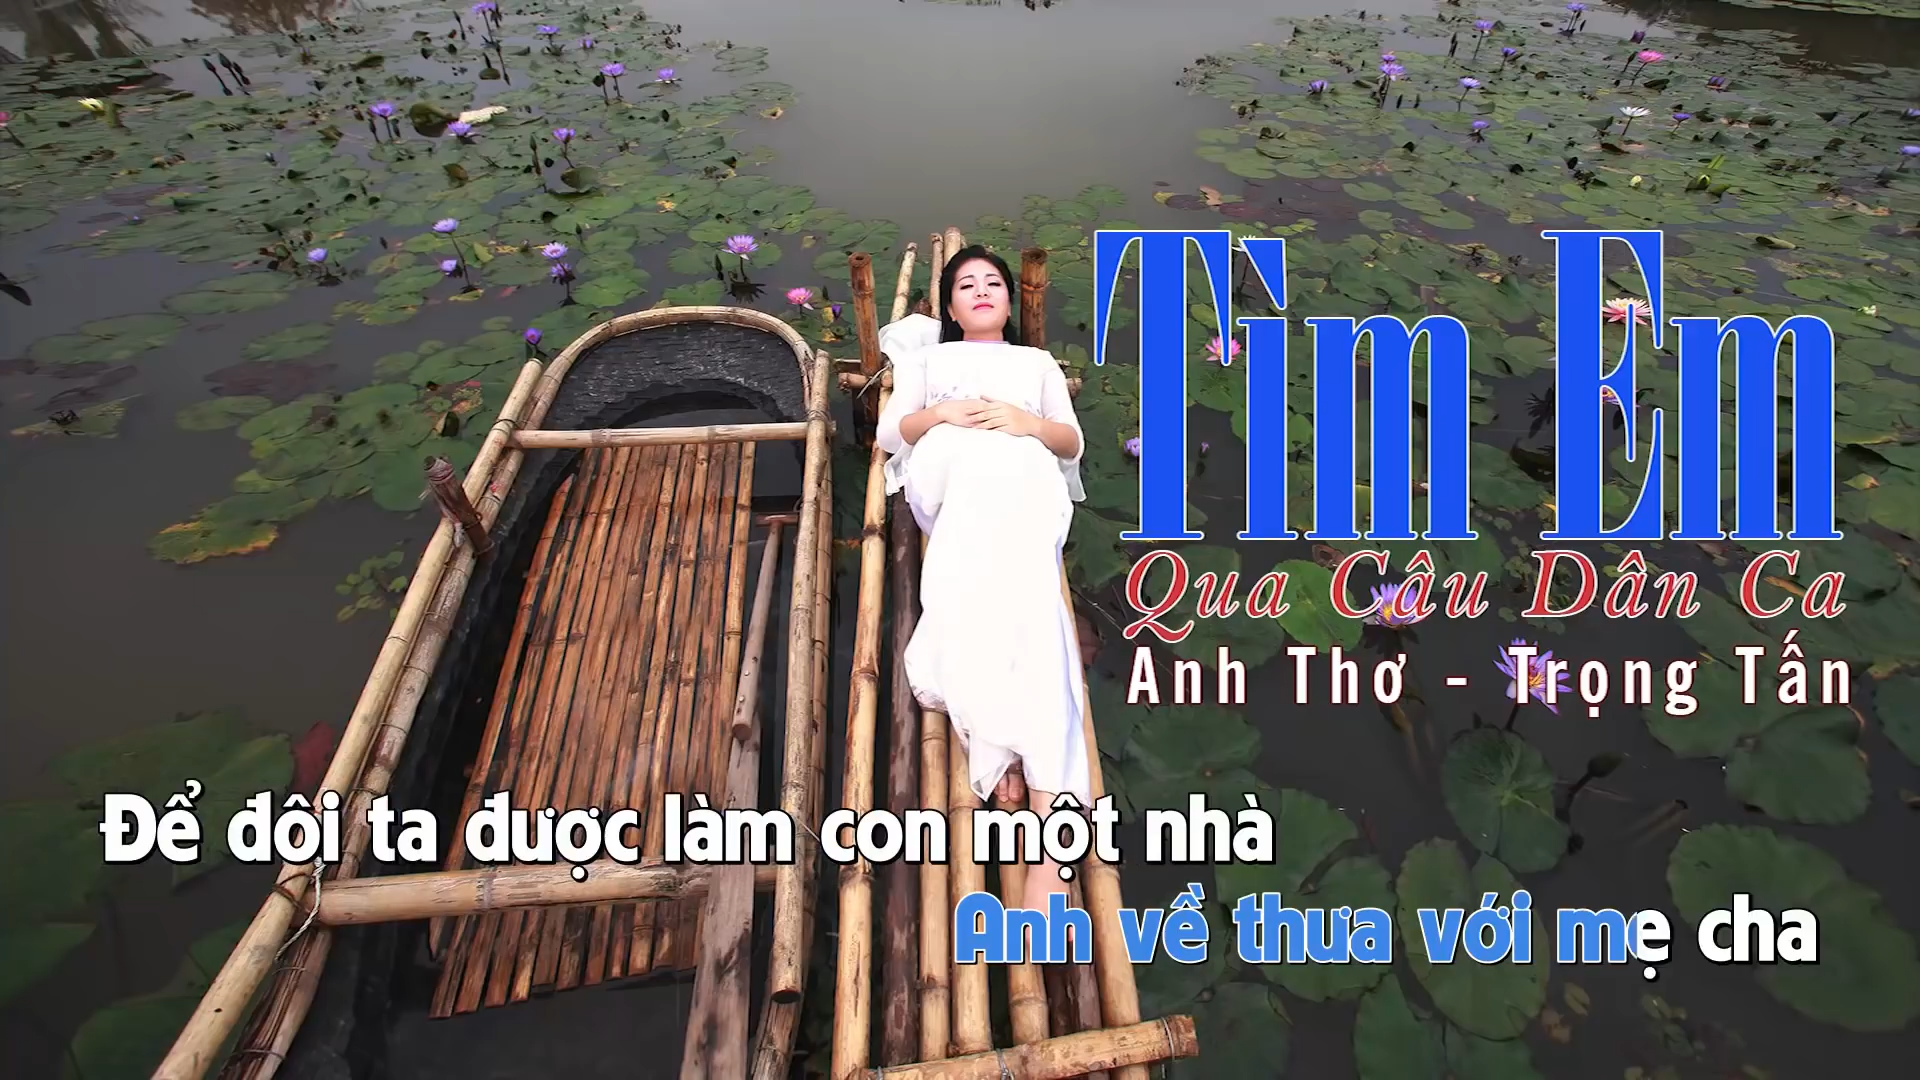 Tìm Em
Qua Câu Dân Ca
Anh Thơ - Trọng Tấn
Để đôi ta được làm con một nhà
Anh về thưa với mẹ cha